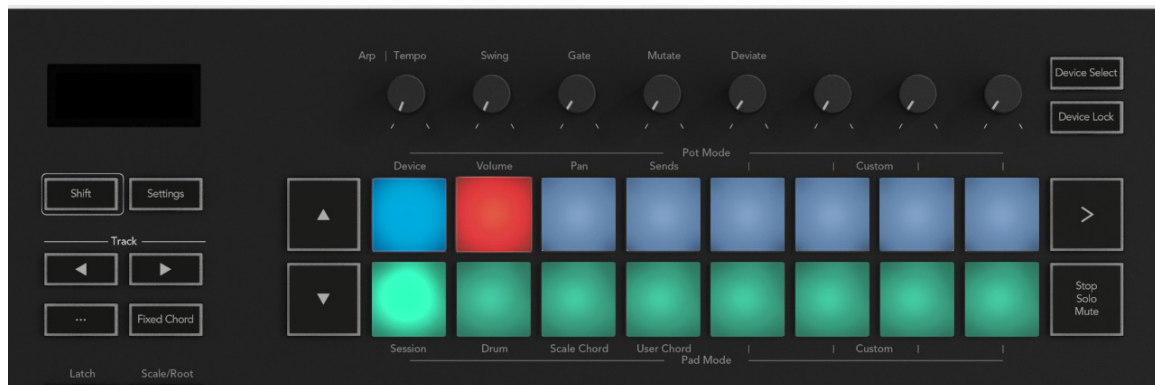 Arp | Tempo Swing Gate Mutate Deviate
Device Select
Device Lock
Pot Mode
Device Volume Pan Sends | | Custom | |
Shift Settings
Track
... Fixed Chord
Stop
Solo
Mute
Session Drum Scale Chord User Chord | | Custom | |
Pad Mode
Latch Scale/Root